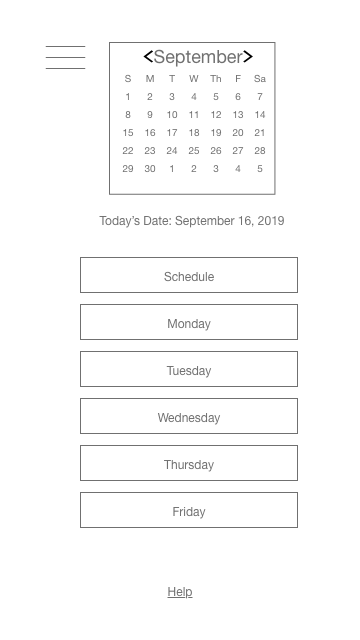 <September>
S M T W Th F Sa
1 2 3 4 5 6 7
8 9 10 11 12 13 14
15 16 17 18 19 20 21
22 23 24 25 26 27 28
29 30 1 2 3 4 5
Today's Date: September 16, 2019
Schedule
Monday
Tuesday
Wednesday
Thursday
Friday
Help